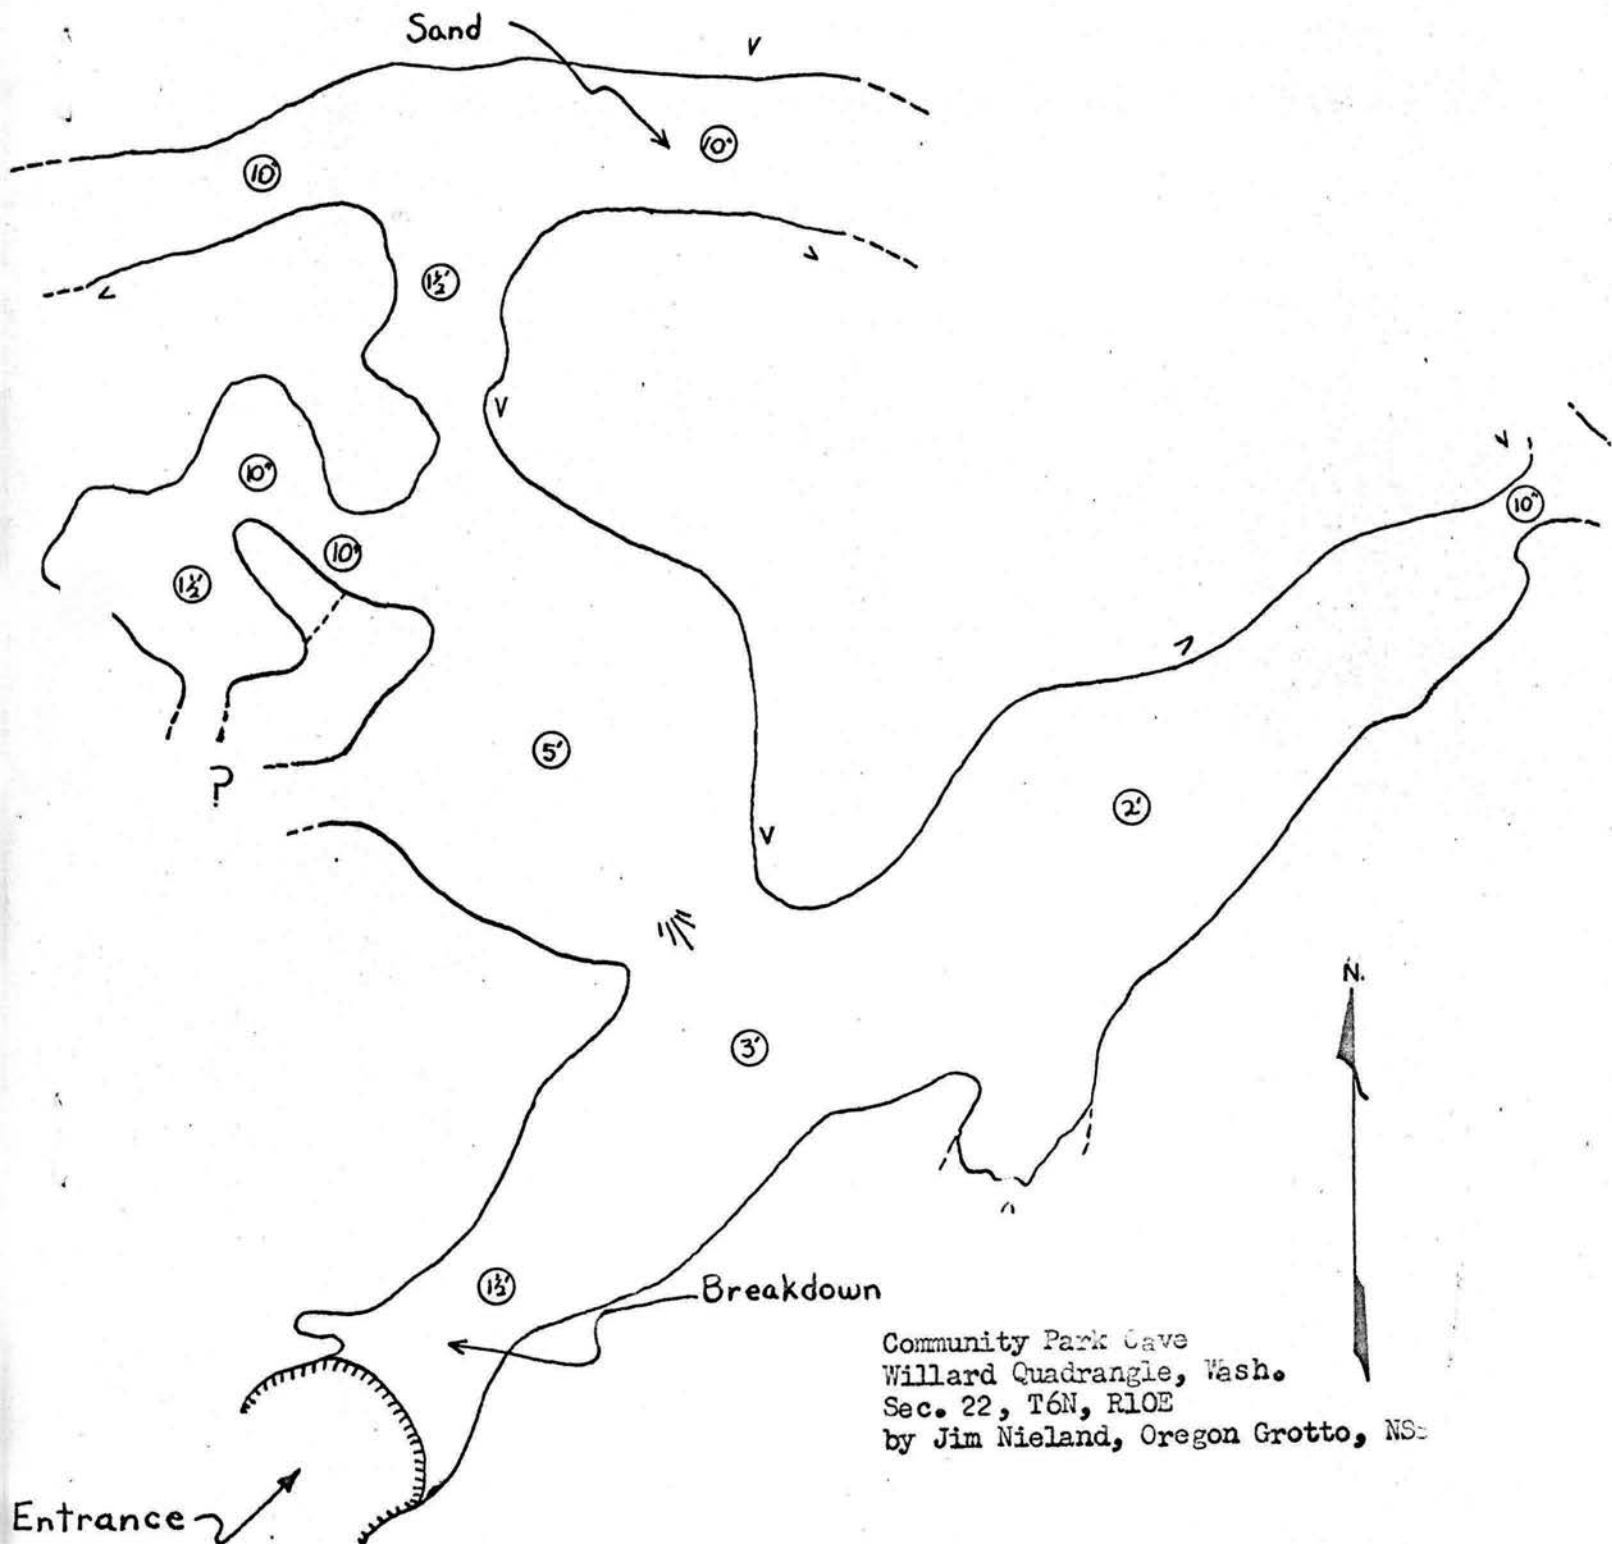 Sand
10"
10"
1½'
10"
10"
10"
1½'
5'
?
2'
N.
3'
1½'
Breakdown
Community Park Cave
Willard Quadrangle, Wash.
Sec. 22, T6N, R10E
by Jim Nieland, Oregon Grotto,
Entrance